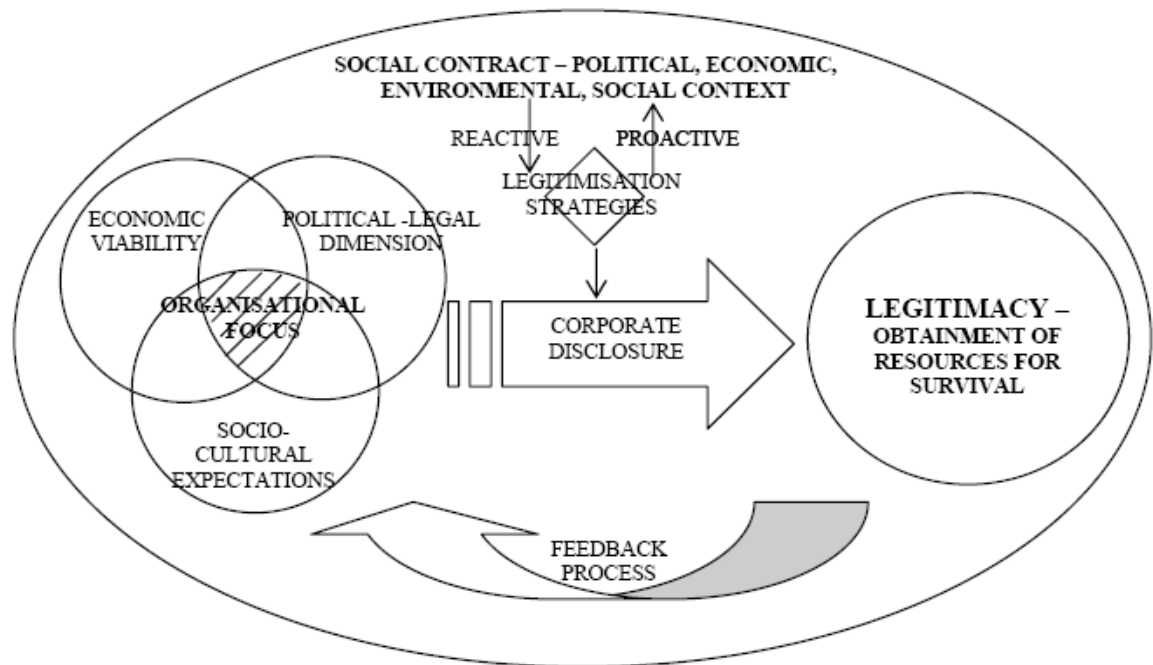 SOCIAL CONTRACT – POLITICAL, ECONOMIC,
ENVIRONMENTAL, SOCIAL CONTEXT
REACTIVE
PROACTIVE
LEGITIMISATION
STRATEGIES
ECONOMIC
VIABILITY
POLITICAL -LEGAL
DIMENSION
ORGANISATIONAL
FOCUS
SOCIO-
CULTURAL
EXPECTATIONS
CORPORATE
DISCLOSURE
LEGITIMACY –
OBTAINMENT OF
RESOURCES FOR
SURVIVAL
FEEDBACK
PROCESS